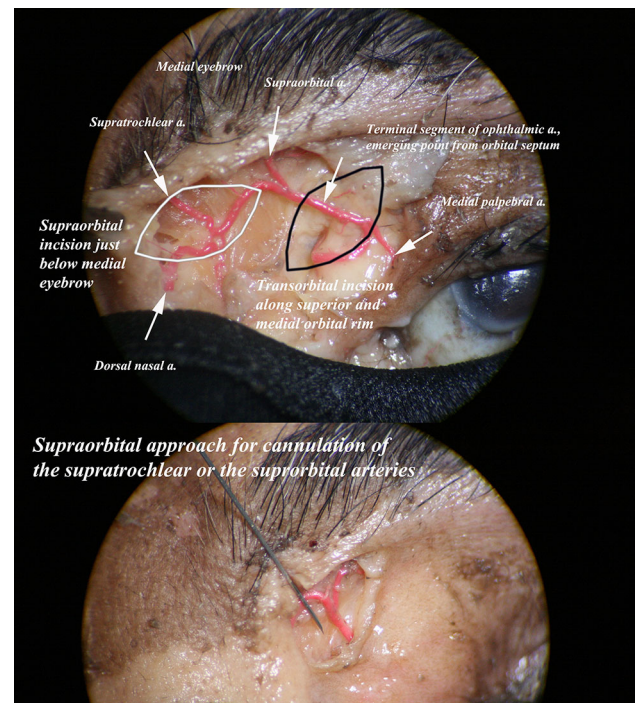 Medial eyebrow
Supraorbital a.
Supratrochlear a.
Terminal segment of ophthalmic a.,
emerging point from orbital septum
Medial palpebral a.
Supraorbital
incision just
below medial
eyebrow
Transorbital incision
along superior and
medial orbital rim
Dorsal nasal a.
Supraorbital approach for cannulation of
the supratrochlear or the suprorbital arteries